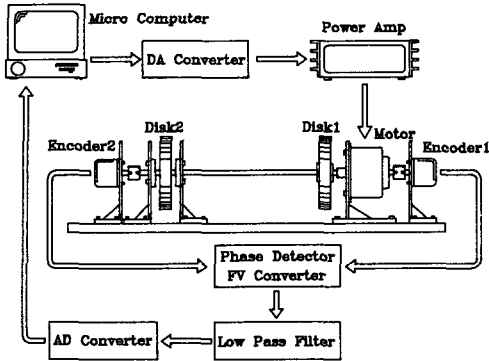 Micro Computer
DA Converter
Power Amp
Encoder2
Disk2
Disk1
Motor
Encoder1
Phase Detector
FV Converter
AD Converter
Low Pass Filter